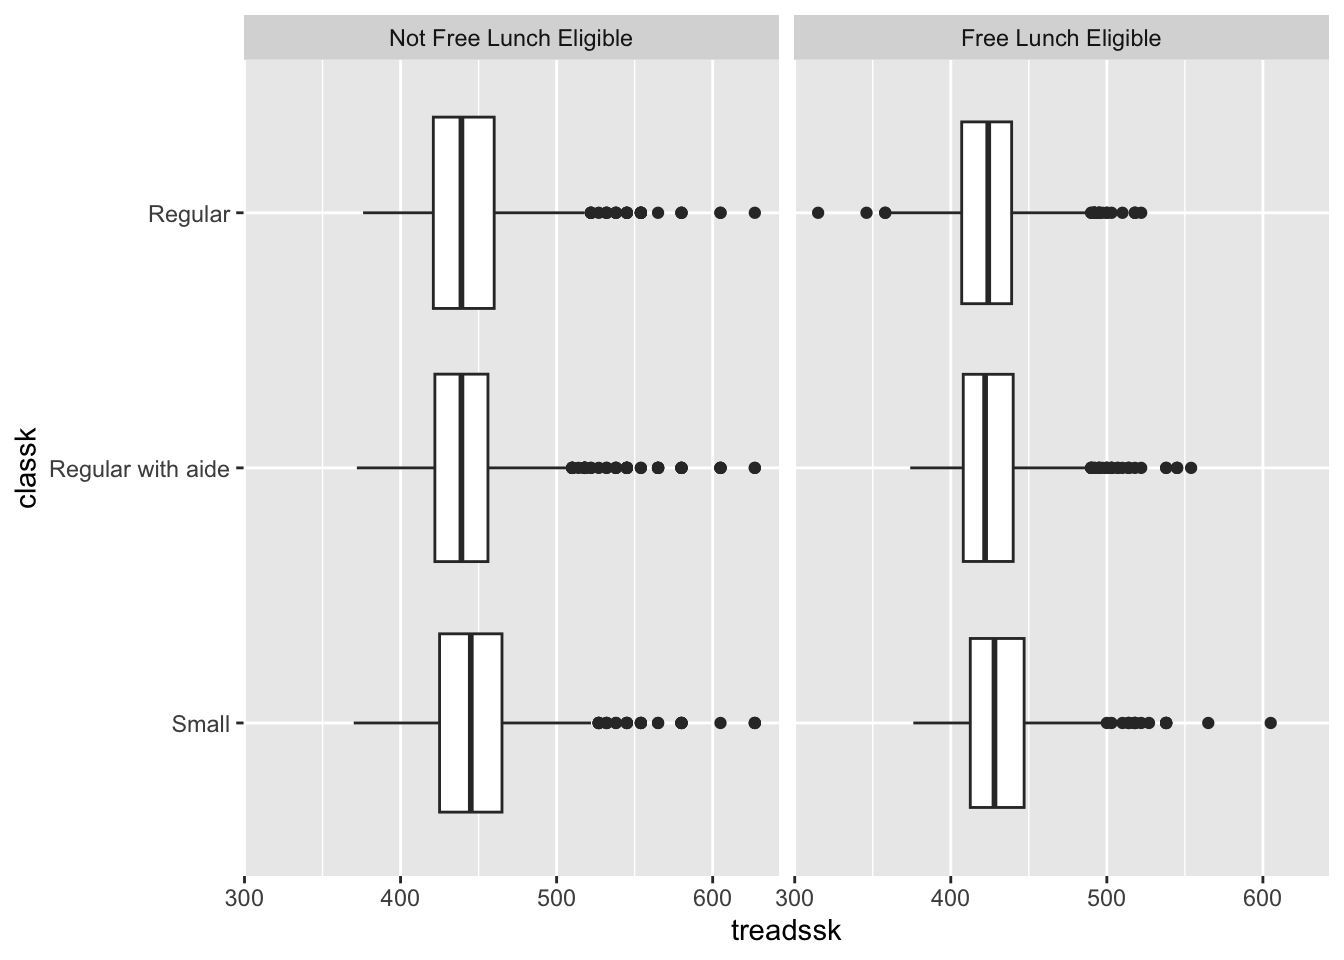 Not Free Lunch Eligible
Free Lunch Eligible
classk
Regular
Regular with aide
Small
300 400 500 600
300 400 500 600
treadssk